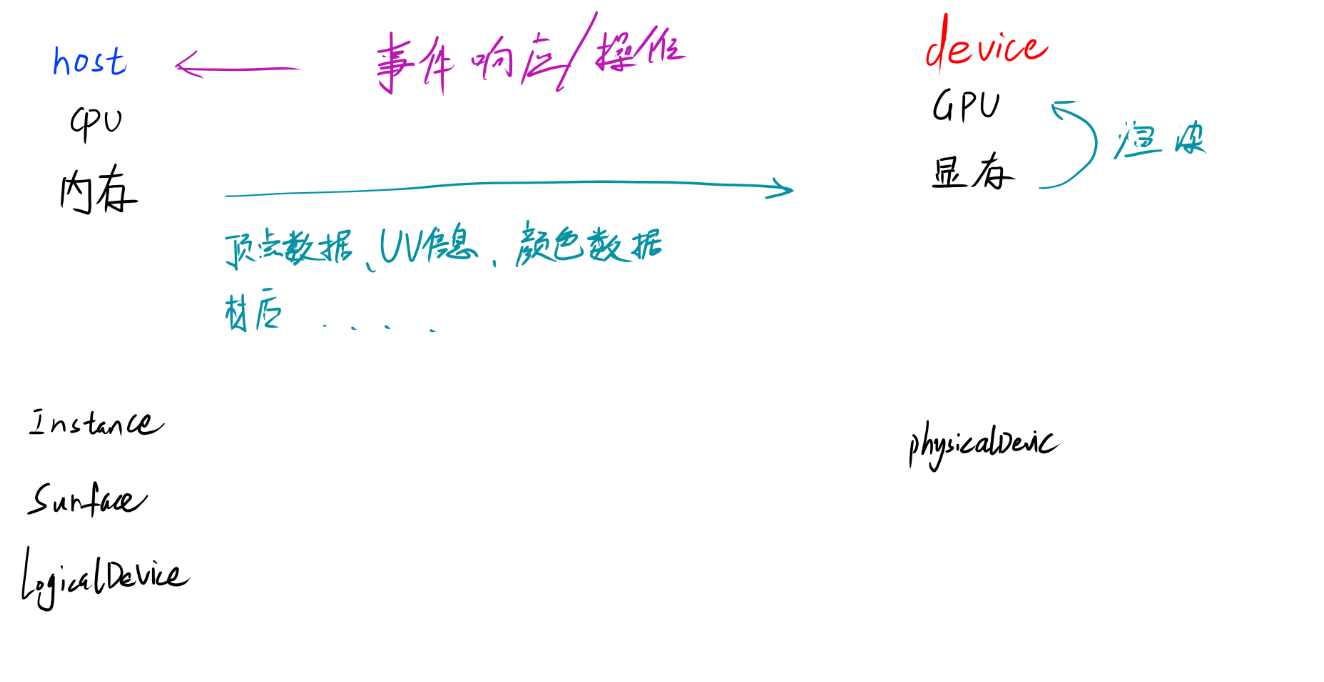 host
事件响应/操作
device
CPU
GPU
内存
显存
渲染
顶点数据、UV信息、颜色数据
材质 . . . .
Instance
physicalDevic
Surface
LogicalDevice